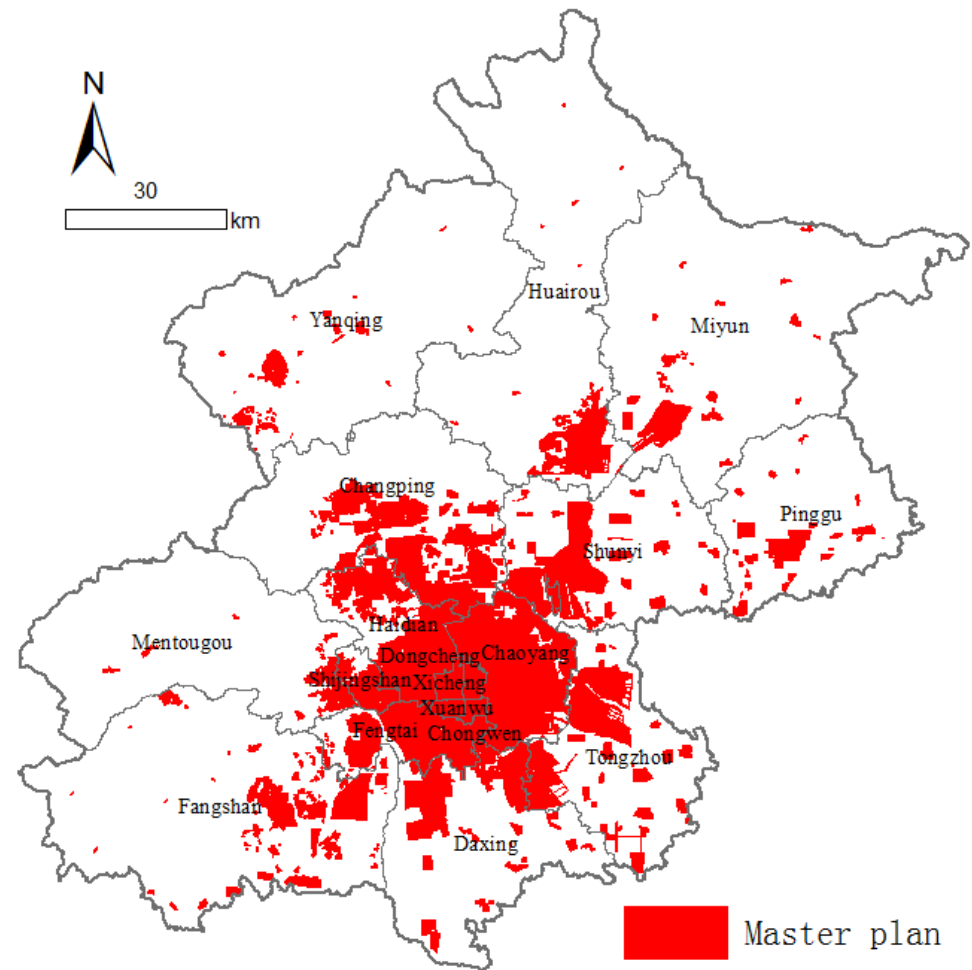 N
30
km
Huairou
Yanqing
Miyun
Changping
Pinggu
Shunyi
Haidian
Mentougou
Dongcheng
Chaoyang
Shijingshan
Xicheng
Xuanwu
Fengtai
Chongwen
Tongzhou
Fangshan
Daxing
Master plan